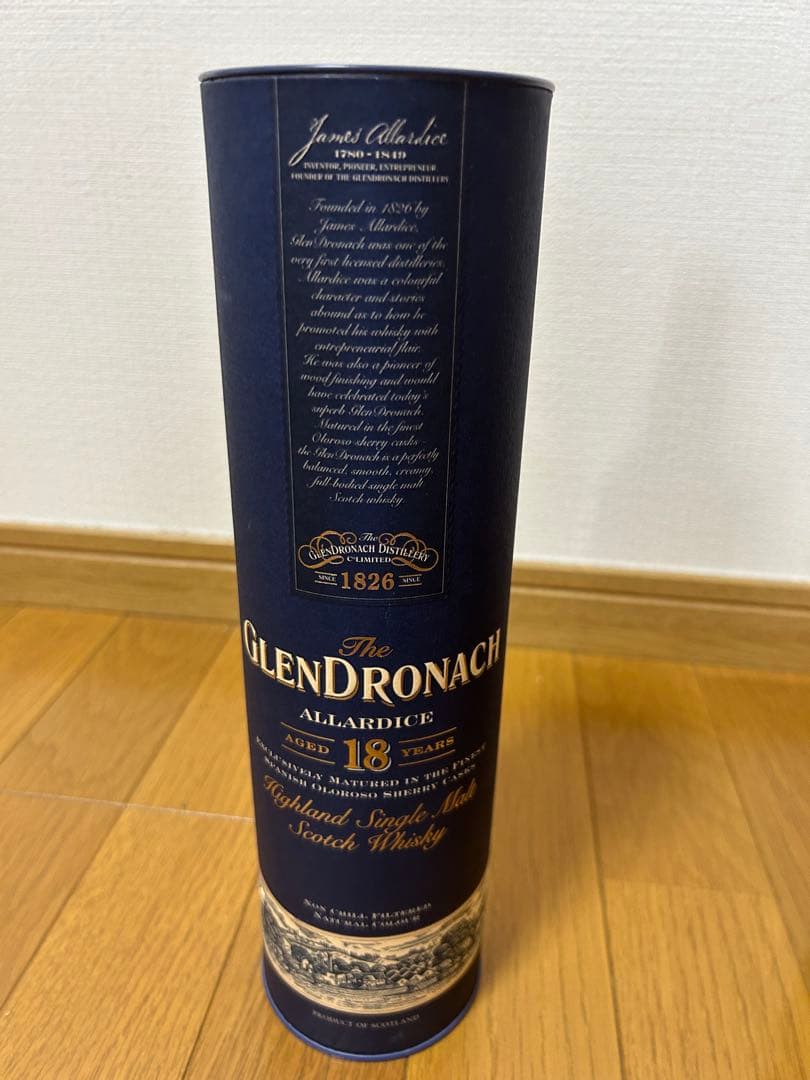 James Allardice
1780 - 1849
INVENTOR, PIONEER, ENTREPRENEUR
FOUNDER OF THE GLENDRONACH DISTILLERY
Founded in 1826 by
James Allardice,
GlenDronach was one of the
very first licensed distilleries.
Allardice was a colourful
character and stories
abound as to how he
promoted his whisky with
entrepreneurial flair.
He was also a pioneer of
wood finishing and would
have celebrated today's
superb GlenDronach.
Matured in the finest
Oloroso sherry casks -
the GlenDronach is a perfectly
balanced, smooth, creamy,
full-bodied single malt
Scotch whisky.
The
GLENDRONACH DISTILLERY
Co LIMITED
SINCE 1826 SINCE
The
GLENDRONACH
ALLARDICE
AGED 18 YEARS
EXCLUSIVELY MATURED IN THE FINEST
SPANISH OLOROSO SHERRY CASKS
Highland Single Malt
Scotch Whisky
NON CHILL-FILTERED
NATURAL COLOUR
PRODUCT OF SCOTLAND